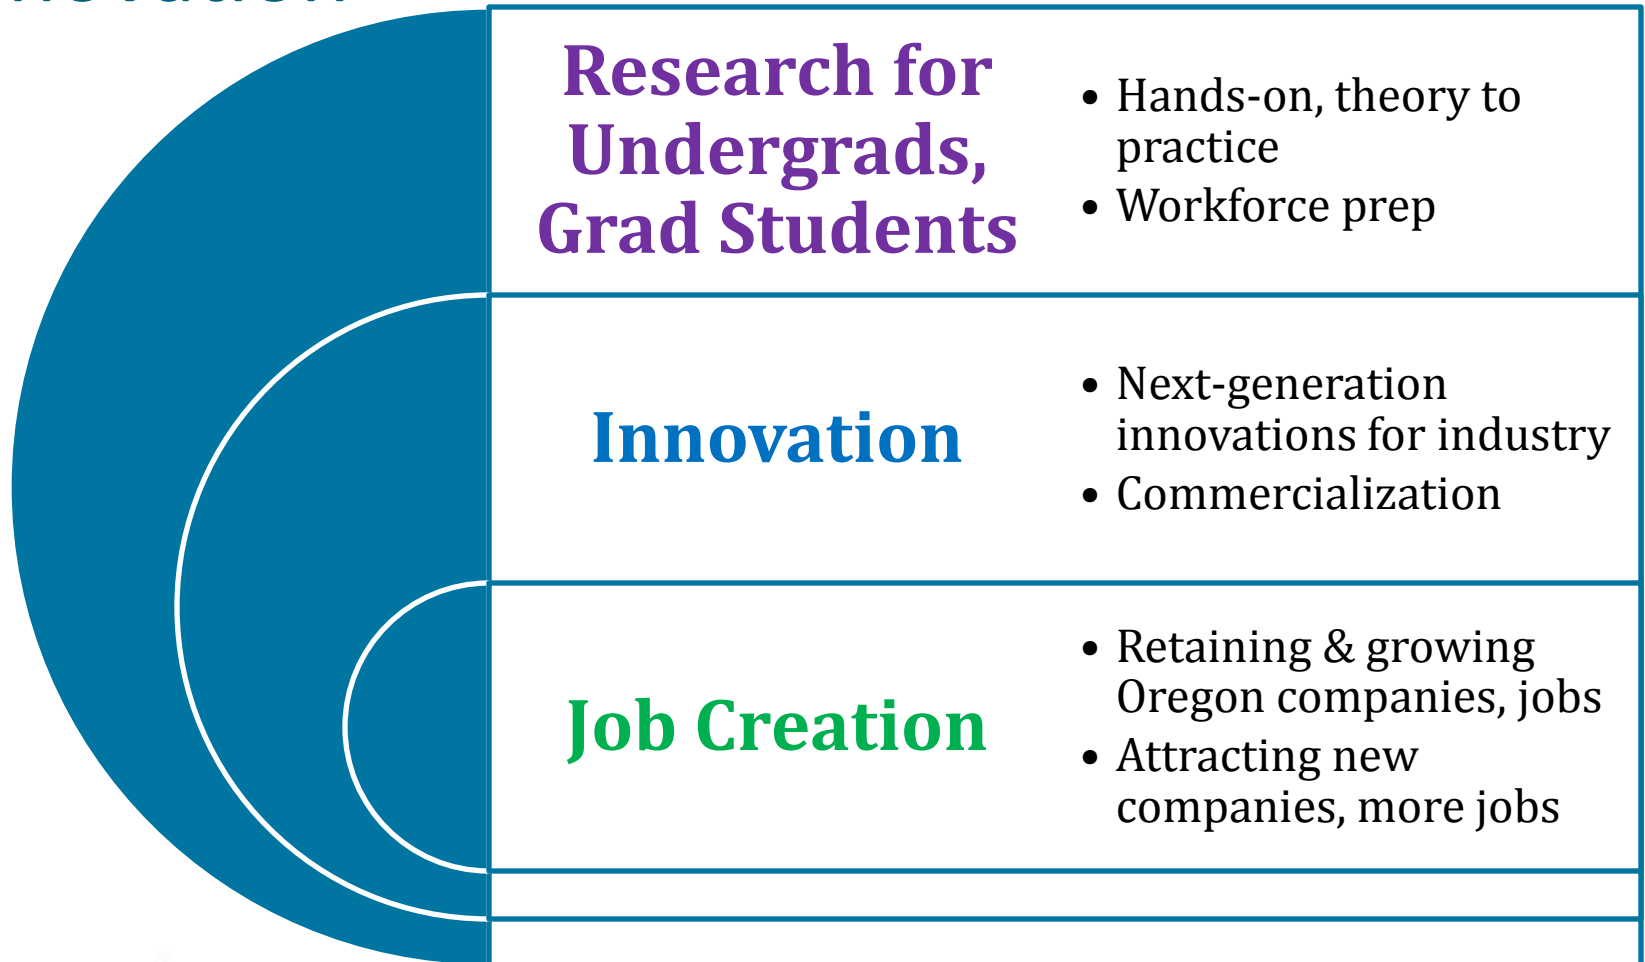 Research for
Undergrads,
Grad Students
• Hands-on, theory to
practice
• Workforce prep
Innovation
• Next-generation
innovations for industry
• Commercialization
Job Creation
• Retaining & growing
Oregon companies, jobs
• Attracting new
companies, more jobs